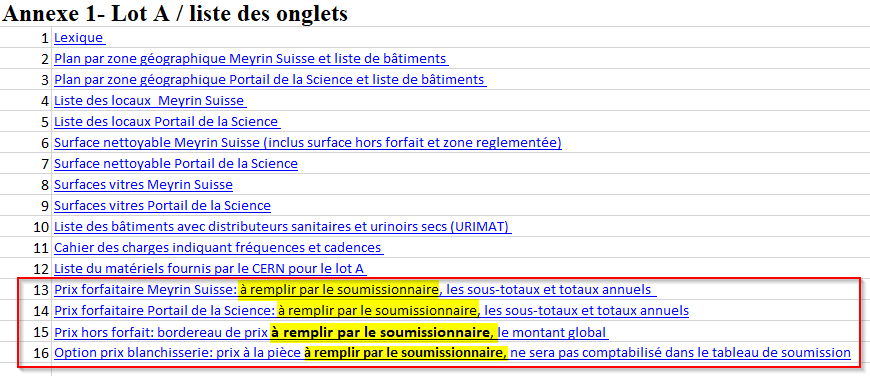 Annexe 1- Lot A / liste des onglets
1 Lexique
2 Plan par zone géographique Meyrin Suisse et liste de bâtiments
3 Plan par zone géographique Portail de la Science et liste de bâtiments
4 Liste des locaux  Meyrin Suisse
5 Liste des locaux Portail de la Science
6 Surface nettoyable Meyrin Suisse (inclus surface hors forfait et zone reglementée)
7 Surface nettoyable Portail de la Science
8 Surfaces vitres Meyrin Suisse
9 Surfaces vitres Portail de la Science
10 Liste des bâtiments avec distributeurs sanitaires et urinoirs secs (URIMAT)
11 Cahier des charges indiquant fréquences et cadences
12 Liste du matériels fournis par le CERN pour le lot A
13 Prix forfaitaire Meyrin Suisse: à remplir par le soumissionnaire, les sous-totaux et totaux annuels
14 Prix forfaitaire Portail de la Science: à remplir par le soumissionnaire, les sous-totaux et totaux annuels
15 Prix hors forfait: bordereau de prix à remplir par le soumissionnaire, le montant global
16 Option prix blanchisserie: prix à la pièce à remplir par le soumissionnaire, ne sera pas comptabilisé dans le tableau de soumission